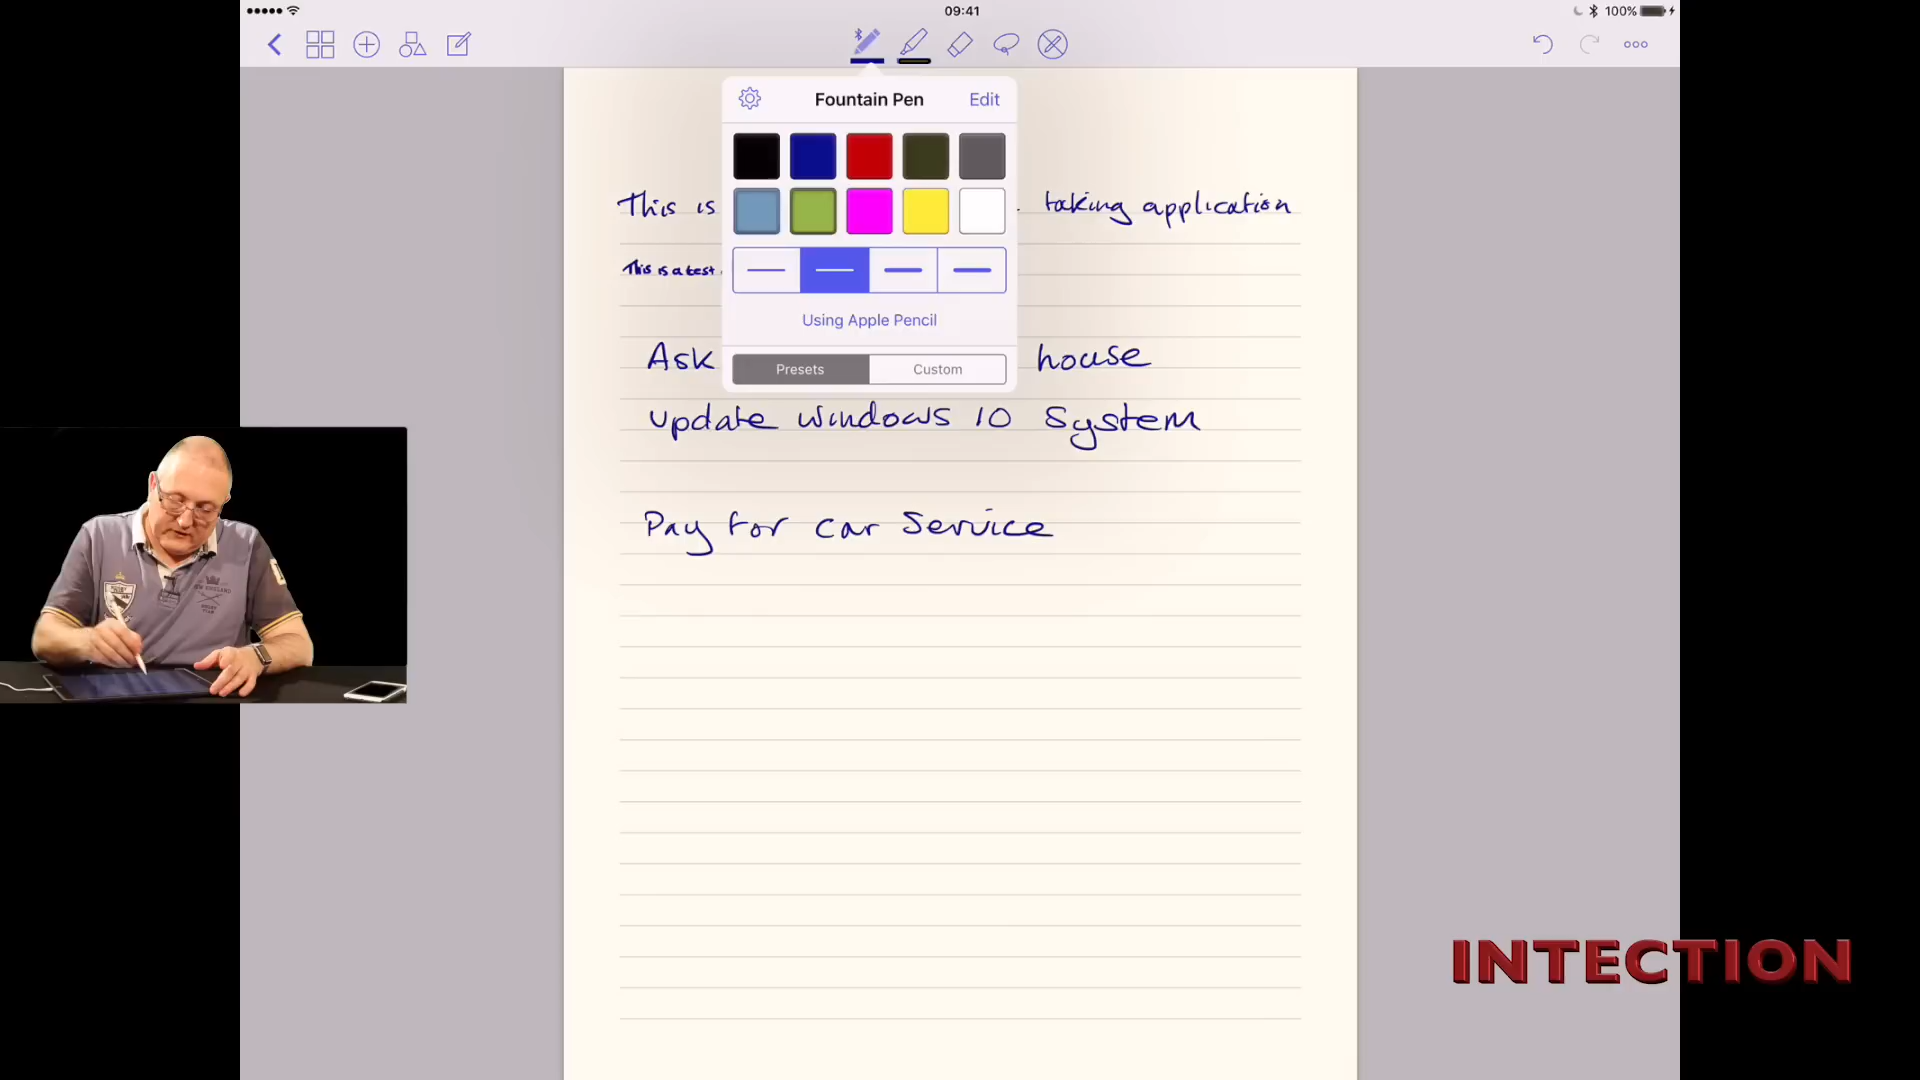 09:41
100%
Fountain Pen
Edit
This is
taking application
This is a test
Using Apple Pencil
Ask
house
Presets
Custom
update windows 10 System
Pay for car Service
INTECTION